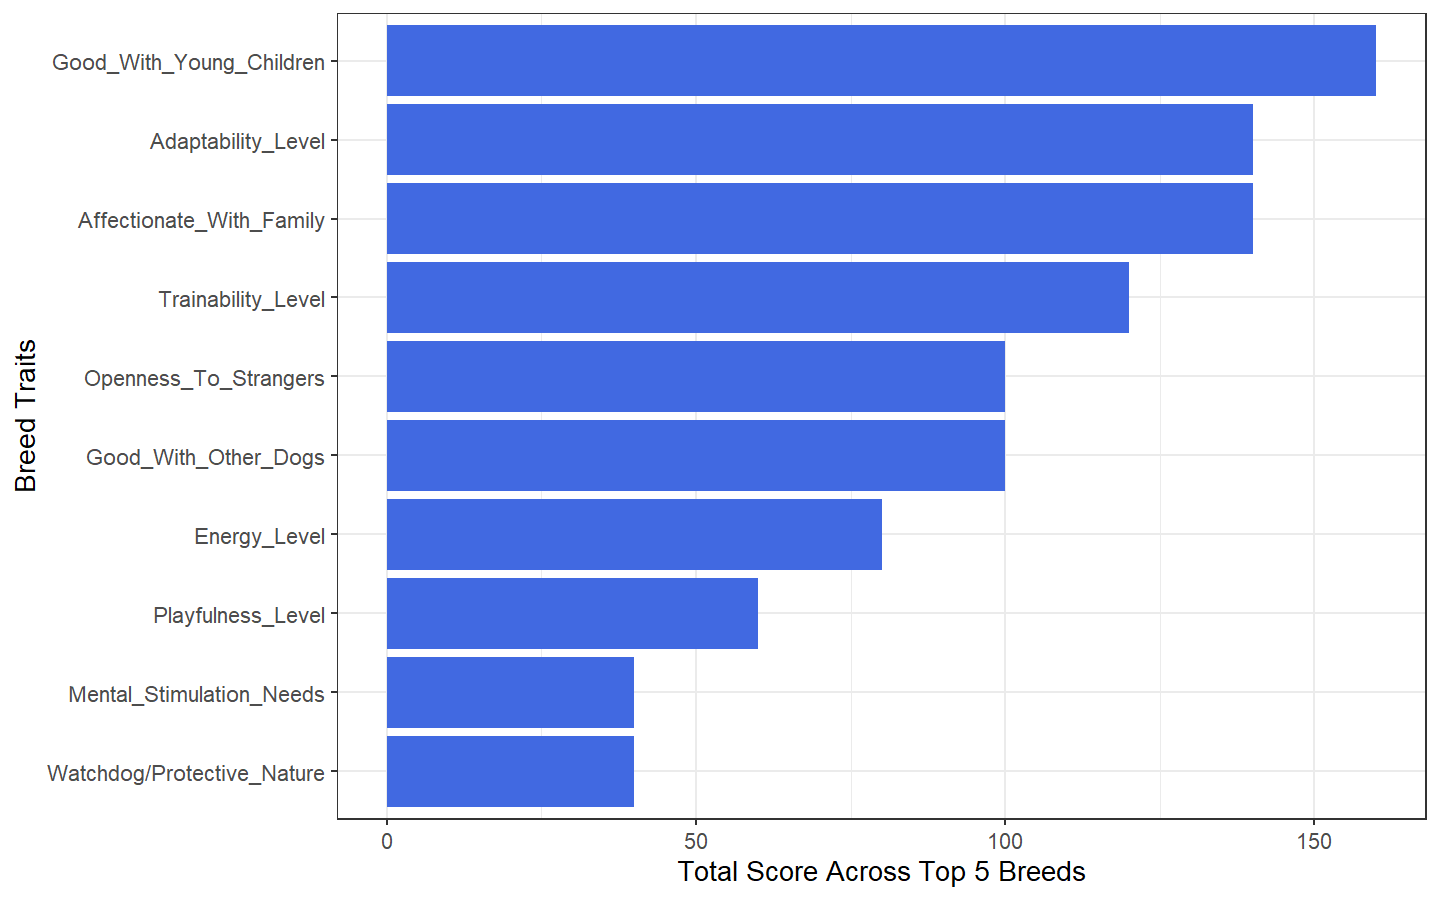 Good_With_Young_Children
Adaptability_Level
Affectionate_With_Family
Trainability_Level
Openness_To_Strangers
Good_With_Other_Dogs
Energy_Level
Playfulness_Level
Mental_Stimulation_Needs
Watchdog/Protective_Nature
Breed Traits
0 50 100 150
Total Score Across Top 5 Breeds